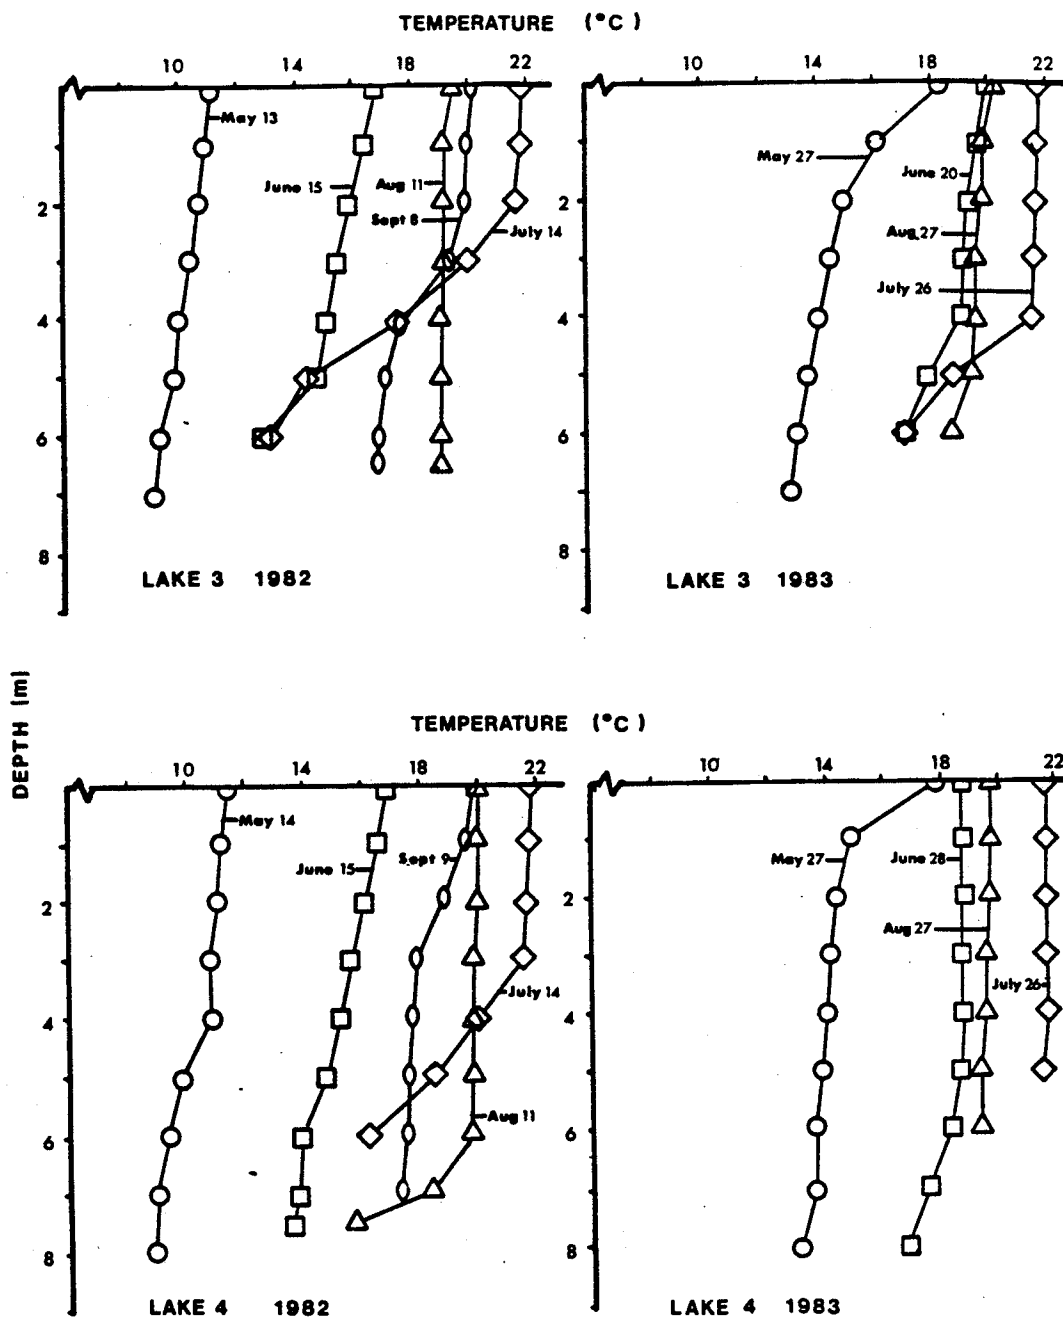 TEMPERATURE (°C)
10 14 18 22
10 14 18 22
May 13
June 15
Aug 11
Sept 8
July 14
2
4
6
8
LAKE 3 1982
May 27
June 20
Aug 27
July 26
2
4
6
8
LAKE 3 1983
DEPTH (m)
TEMPERATURE (°C)
10 14 18 22
10 14 18 22
May 14
June 15
Sept 9
July 14
Aug 11
2
4
6
8
LAKE 4 1982
May 27
June 28
Aug 27
July 26
2
4
6
8
LAKE 4 1983